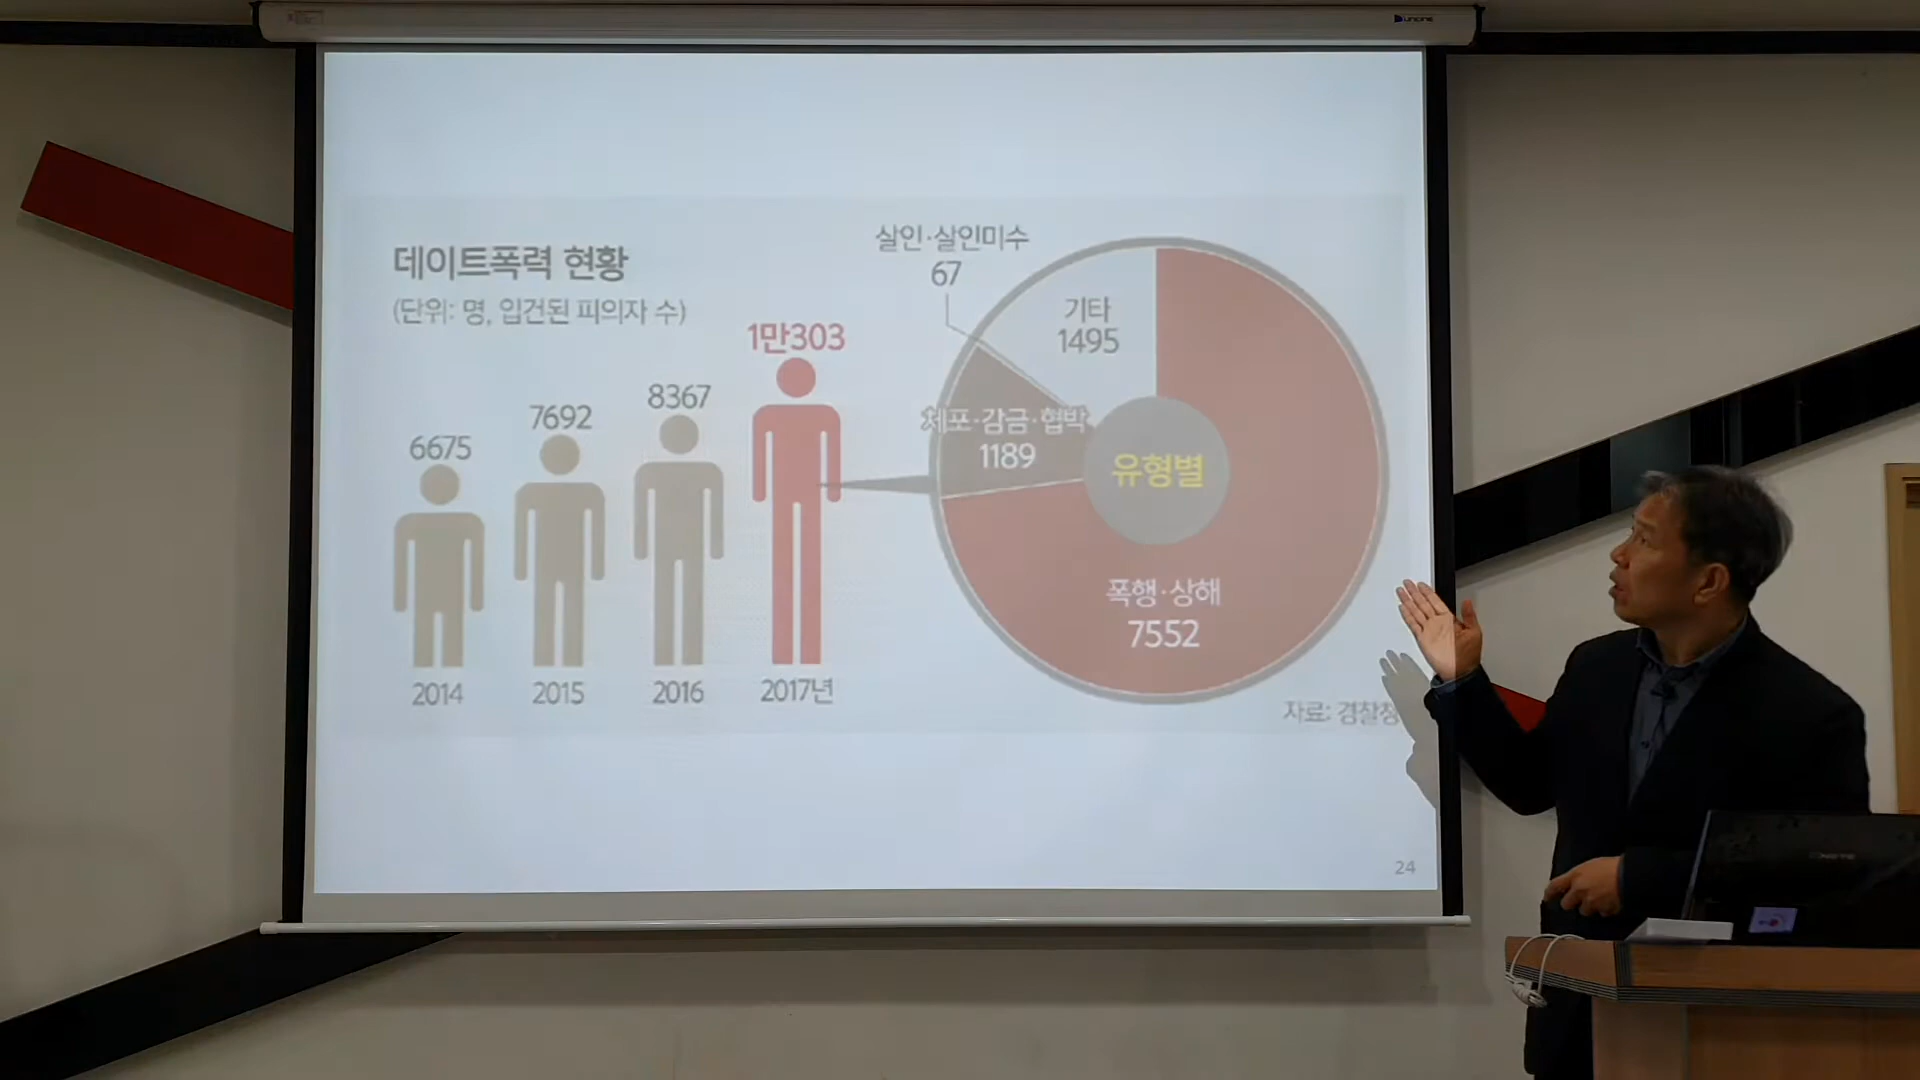 데이트폭력 현황
(단위: 명, 입건된 피의자 수)
6675
7692
8367
1만303
2014
2015
2016
2017년
살인·살인미수
67
기타
1495
체포·감금·협박
1189
유형별
폭행·상해
7552
자료: 경찰청
24